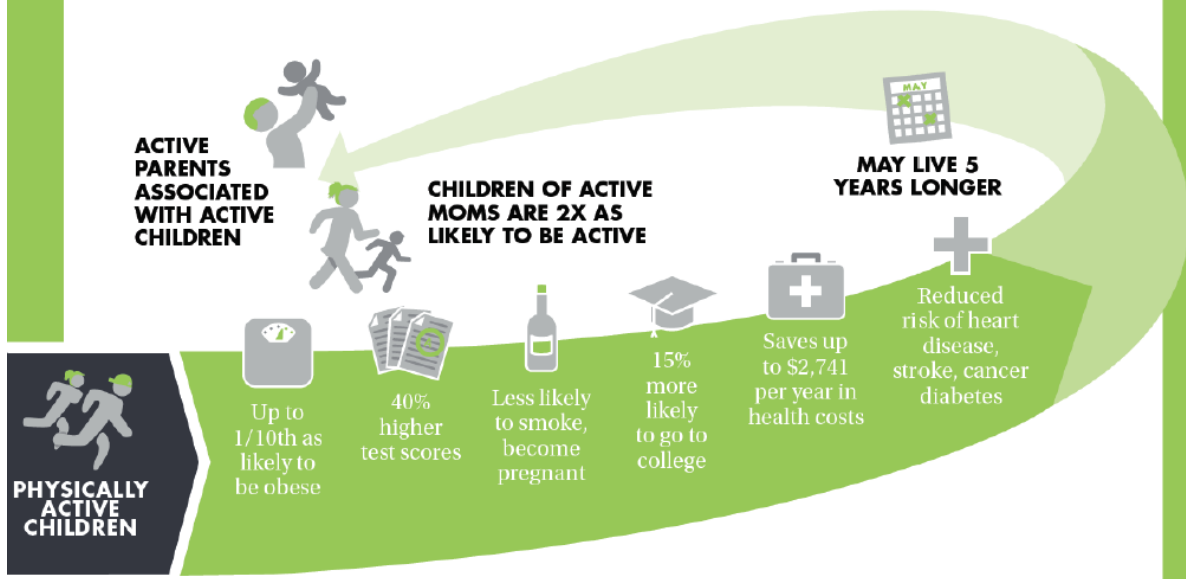 PHYSICALLY
ACTIVE
CHILDREN
Up to
1/10th as
likely to
be obese
40%
higher
test scores
Less likely
to smoke,
become
pregnant
15%
more
likely
to go to
college
Saves up
to $2,741
per year in
health costs
Reduced
risk of heart
disease,
stroke, cancer
diabetes
MAY
MAY LIVE 5
YEARS LONGER
ACTIVE
PARENTS
ASSOCIATED
WITH ACTIVE
CHILDREN
CHILDREN OF ACTIVE
MOMS ARE 2X AS
LIKELY TO BE ACTIVE